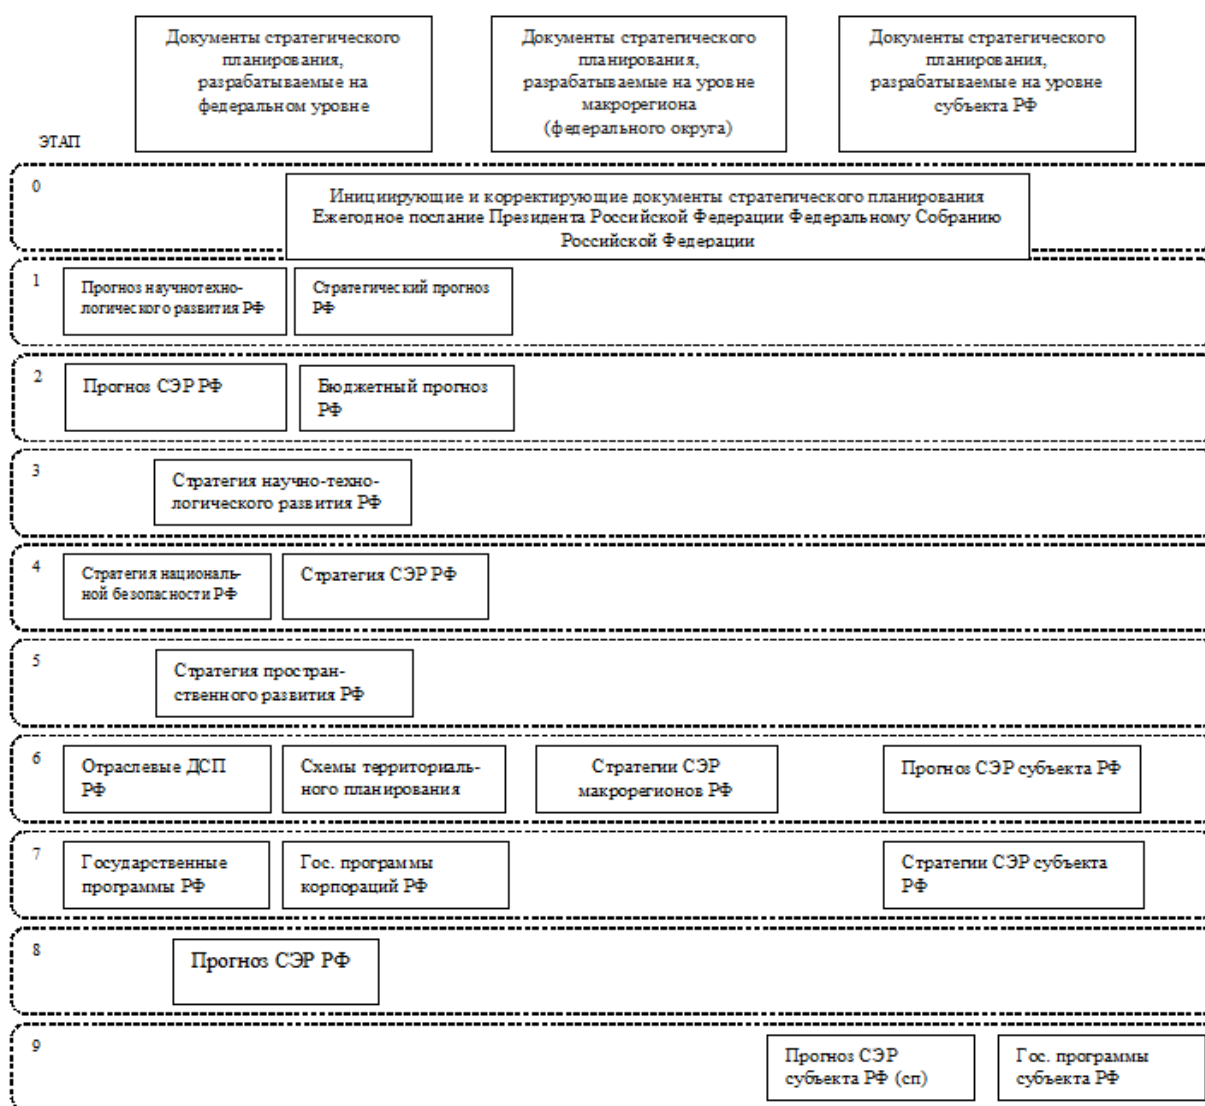 Документы стратегического
планирования,
разрабатываемые на
федеральном уровне
Документы стратегического
планирования,
разрабатываемые на уровне
макрорегиона
(федерального округа)
Документы стратегического
планирования,
разрабатываемые на уровне
субъекта РФ
ЭТАП
0
Инициирующие и корректирующие документы стратегического планирования
Ежегодное послание Президента Российской Федерации Федеральному Собранию
Российской Федерации
1
Прогноз научнотехно-
логического развития РФ
Стратегический прогноз
РФ
2
Прогноз СЭР РФ
Бюджетный прогноз
РФ
3
Стратегия научно-техно-
логического развития РФ
4
Стратегия националь-
ной безопасности РФ
Стратегия СЭР РФ
5
Стратегия простран-
ственного развития РФ
6
Отраслевые ДСП
РФ
Схемы территориаль-
ного планирования
Стратегии СЭР
макрорегионов РФ
Прогноз СЭР субъекта РФ
7
Государственные
программы РФ
Гос. программы
корпораций РФ
Стратегии СЭР субъекта
РФ
8
Прогноз СЭР РФ
9
Прогноз СЭР
субъекта РФ (сп)
Гос. программы
субъекта РФ